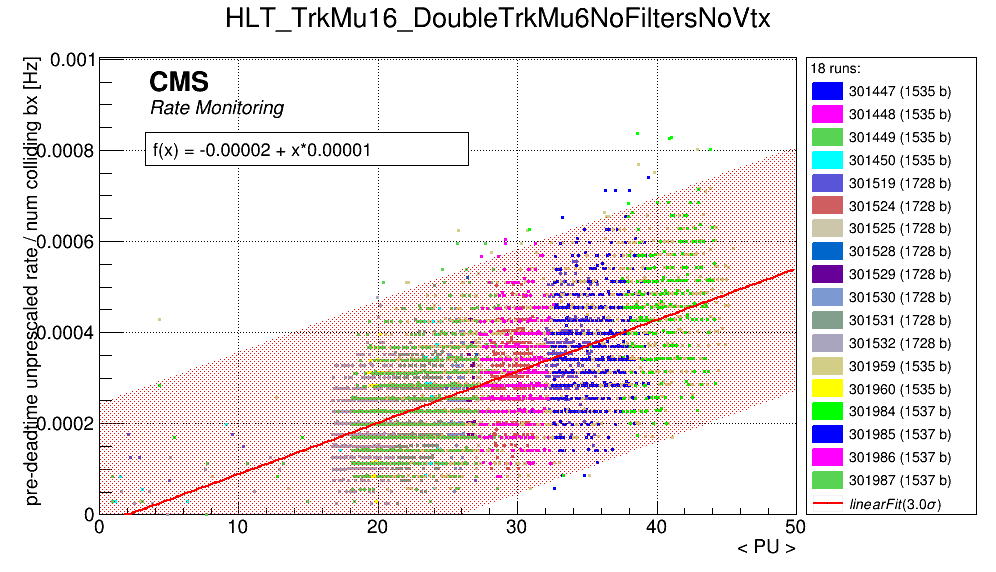 HLT_TrkMu16_DoubleTrkMu6NoFiltersNoVtx
pre-deadtime unprescaled rate / num colliding bx [Hz]
0.001
0.0008
0.0006
0.0004
0.0002
0
CMS
Rate Monitoring
f(x) = -0.00002 + x*0.00001
0 10 20 30 40 50
< PU >
18 runs:
301447 (1535 b)
301448 (1535 b)
301449 (1535 b)
301450 (1535 b)
301519 (1728 b)
301524 (1728 b)
301525 (1728 b)
301528 (1728 b)
301529 (1728 b)
301530 (1728 b)
301531 (1728 b)
301532 (1728 b)
301959 (1535 b)
301960 (1535 b)
301984 (1537 b)
301985 (1537 b)
301986 (1537 b)
301987 (1537 b)
linearFit(3.0σ)